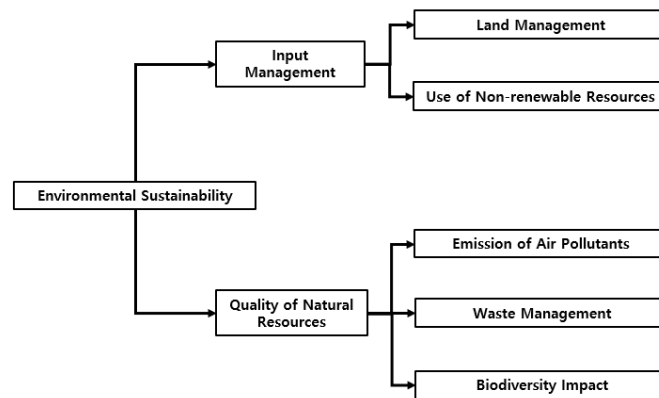 Land Management
Input
Management
Use of Non-renewable Resources
Environmental Sustainability
Emission of Air Pollutants
Quality of Natural
Resources
Waste Management
Biodiversity Impact